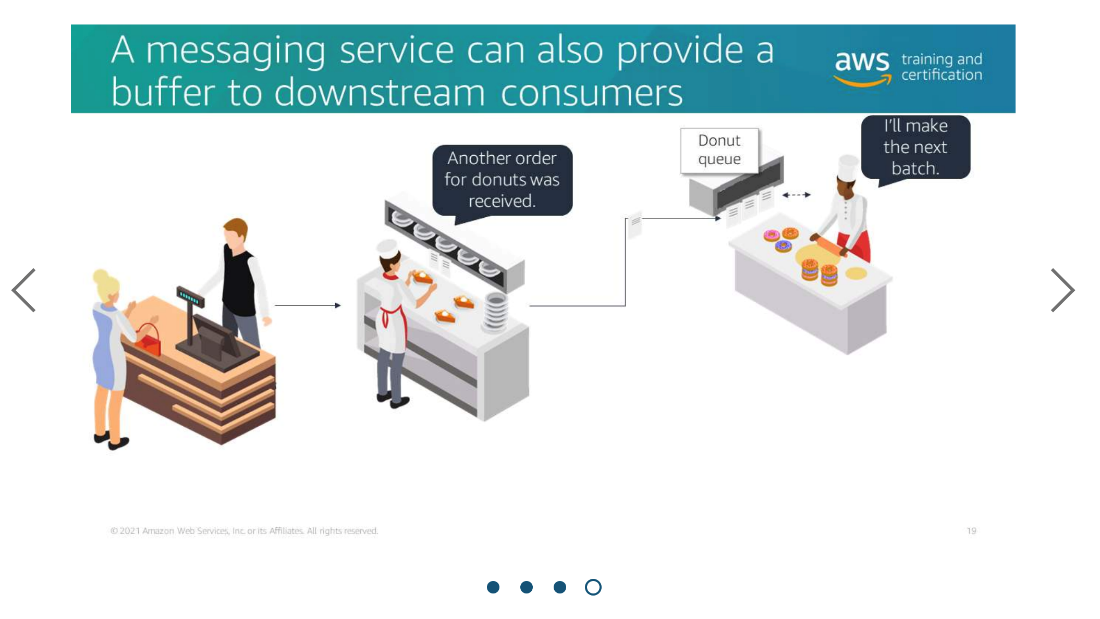 A messaging service can also provide a
buffer to downstream consumers
aws
training and
certification
Another order
for donuts was
received.
Donut
queue
I'll make
the next
batch.
© 2021 Amazon Web Services, Inc. or its Affiliates. All rights reserved.
19